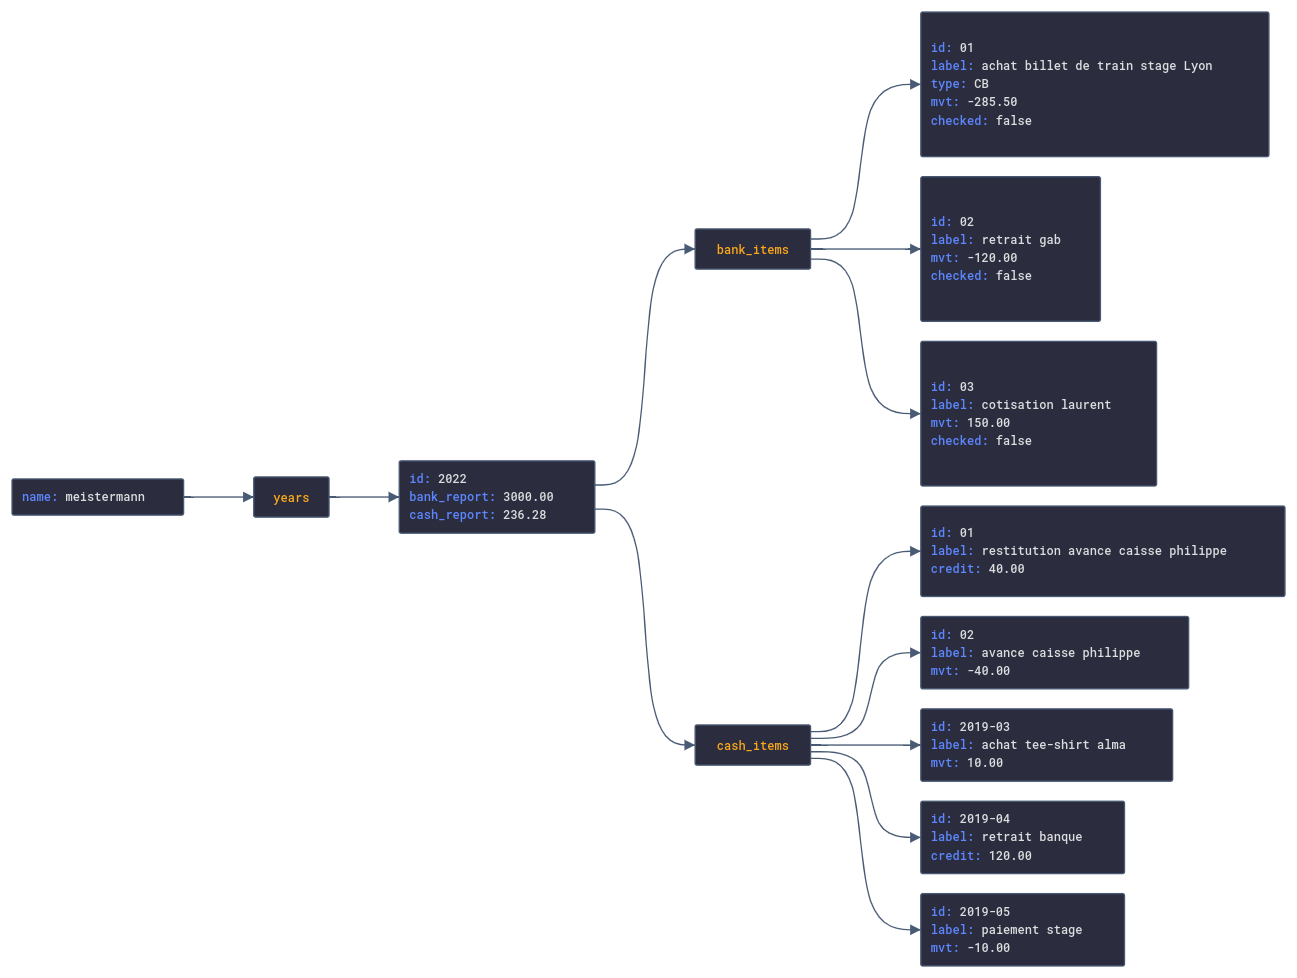 name: meistermann
years
id: 2022
bank_report: 3000.00
cash_report: 236.28
bank_items
id: 01
label: achat billet de train stage Lyon
type: CB
mvt: -285.50
checked: false
id: 02
label: retrait gab
mvt: -120.00
checked: false
id: 03
label: cotisation laurent
mvt: 150.00
checked: false
cash_items
id: 01
label: restitution avance caisse philippe
credit: 40.00
id: 02
label: avance caisse philippe
mvt: -40.00
id: 2019-03
label: achat tee-shirt alma
mvt: 10.00
id: 2019-04
label: retrait banque
credit: 120.00
id: 2019-05
label: paiement stage
mvt: -10.00